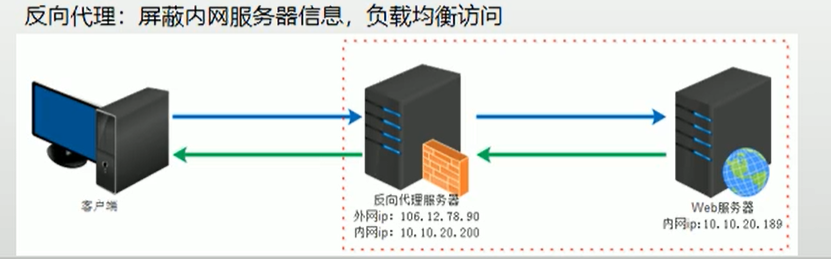 反向代理：屏蔽内网服务器信息，负载均衡访问
客户端
反向代理服务器
外网ip：106.12.78.90
内网ip：10.10.20.200
Web服务器
内网ip:10.10.20.189